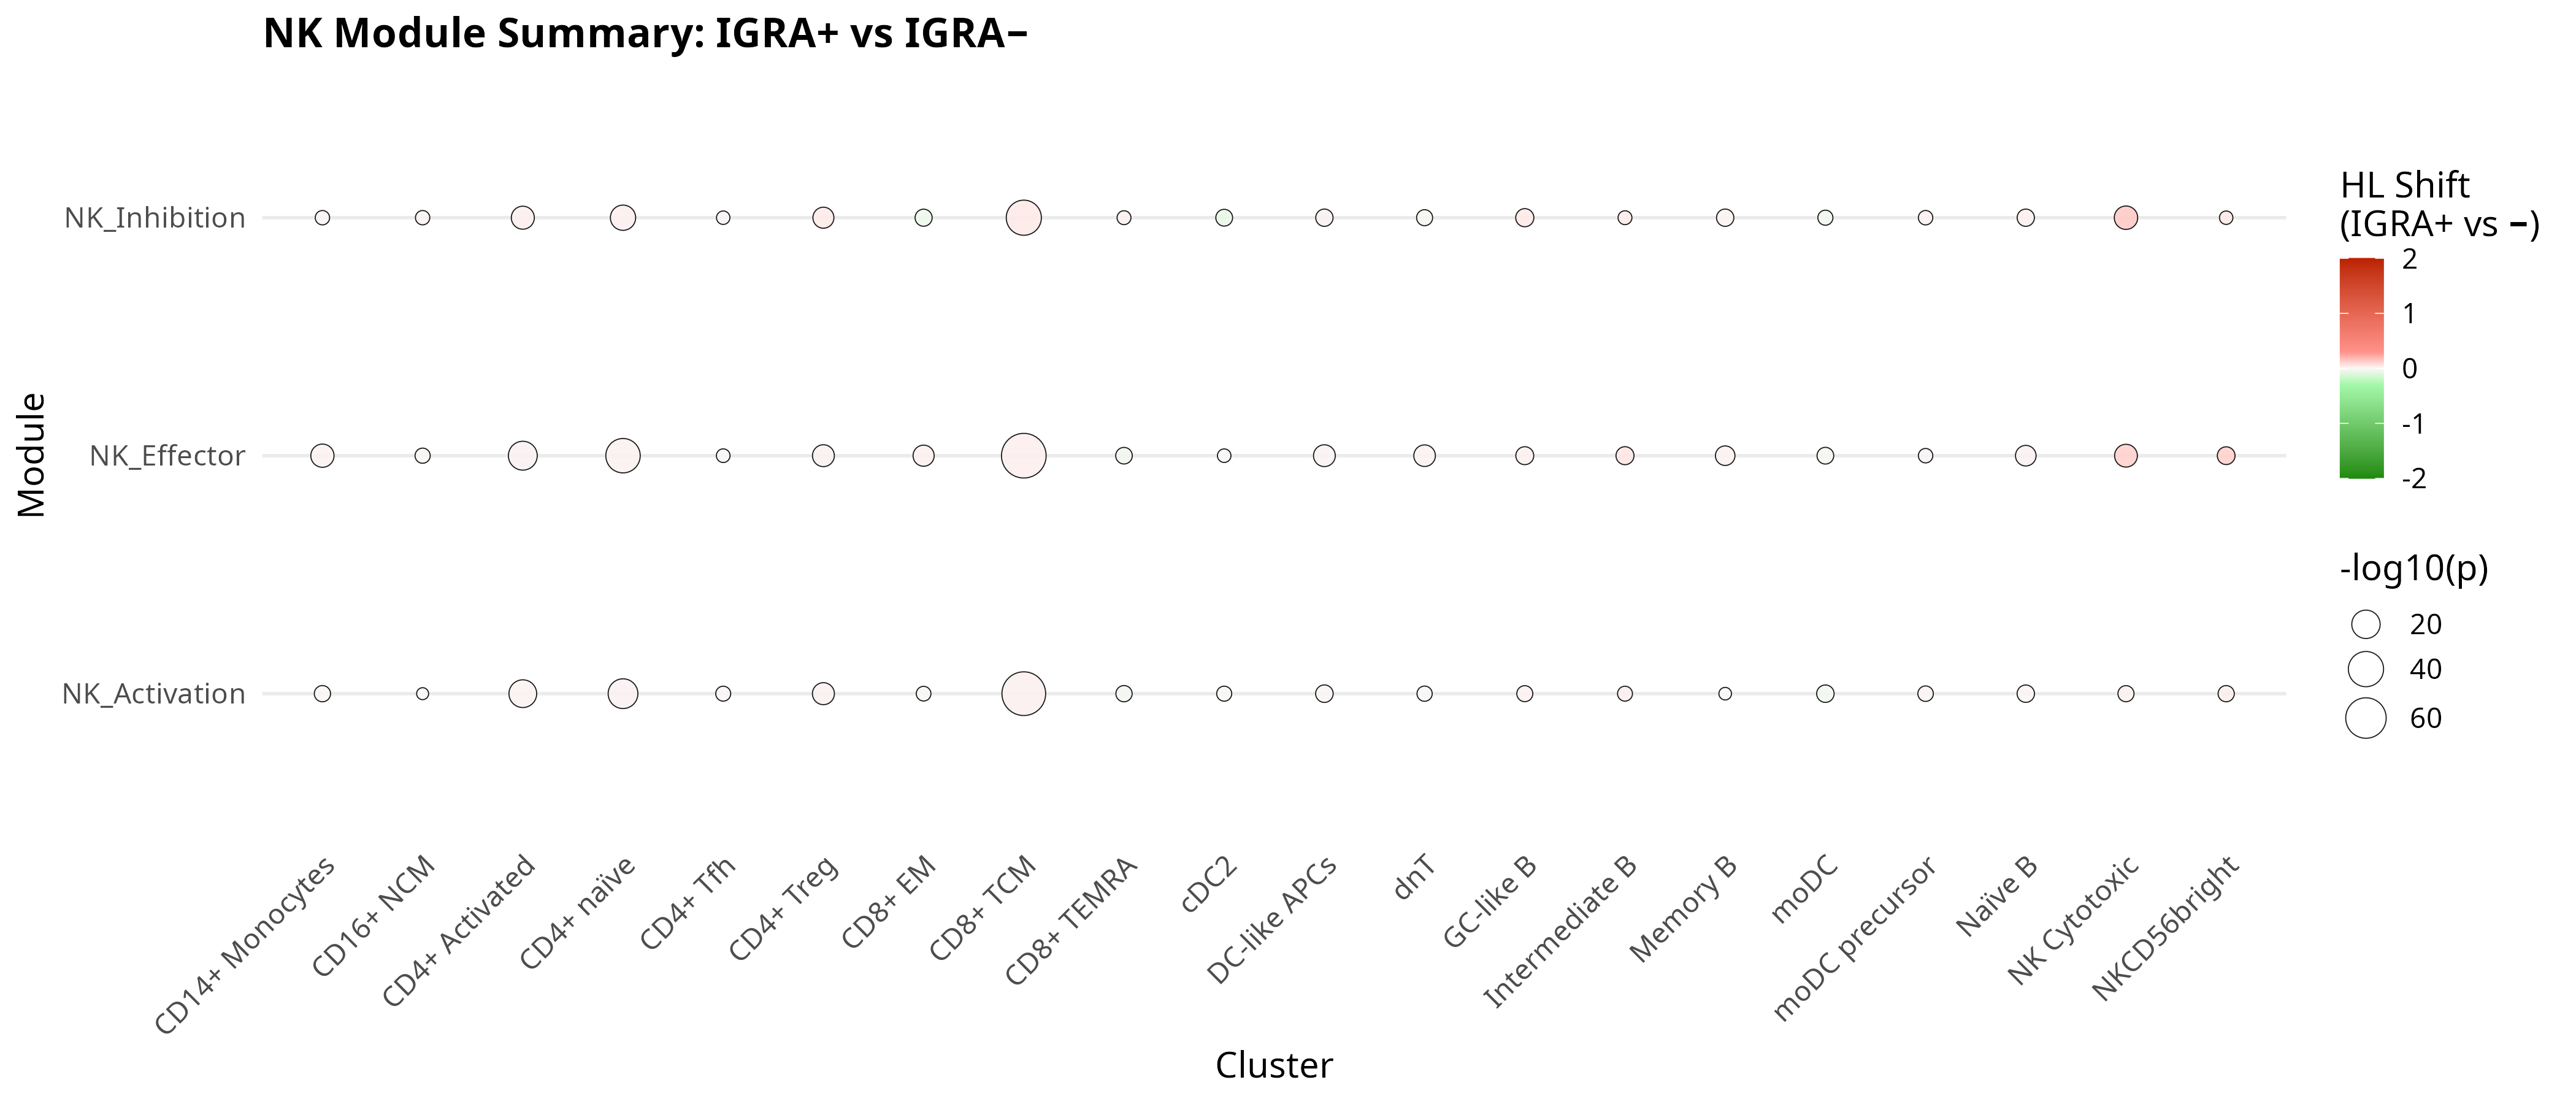 NK Module Summary: IGRA+ vs IGRA−
Module
NK_Inhibition
NK_Effector
NK_Activation
CD14+ Monocytes
CD16+ NCM
CD4+ Activated
CD4+ naïve
CD4+ Tfh
CD4+ Treg
CD8+ EM
CD8+ TCM
CD8+ TEMRA
cDC2
DC-like APCs
dnT
GC-like B
Intermediate B
Memory B
moDC
moDC precursor
Naïve B
NK Cytotoxic
NKCD56bright
Cluster
HL Shift
(IGRA+ vs −)
2
1
0
-1
-2
-log10(p)
20
40
60